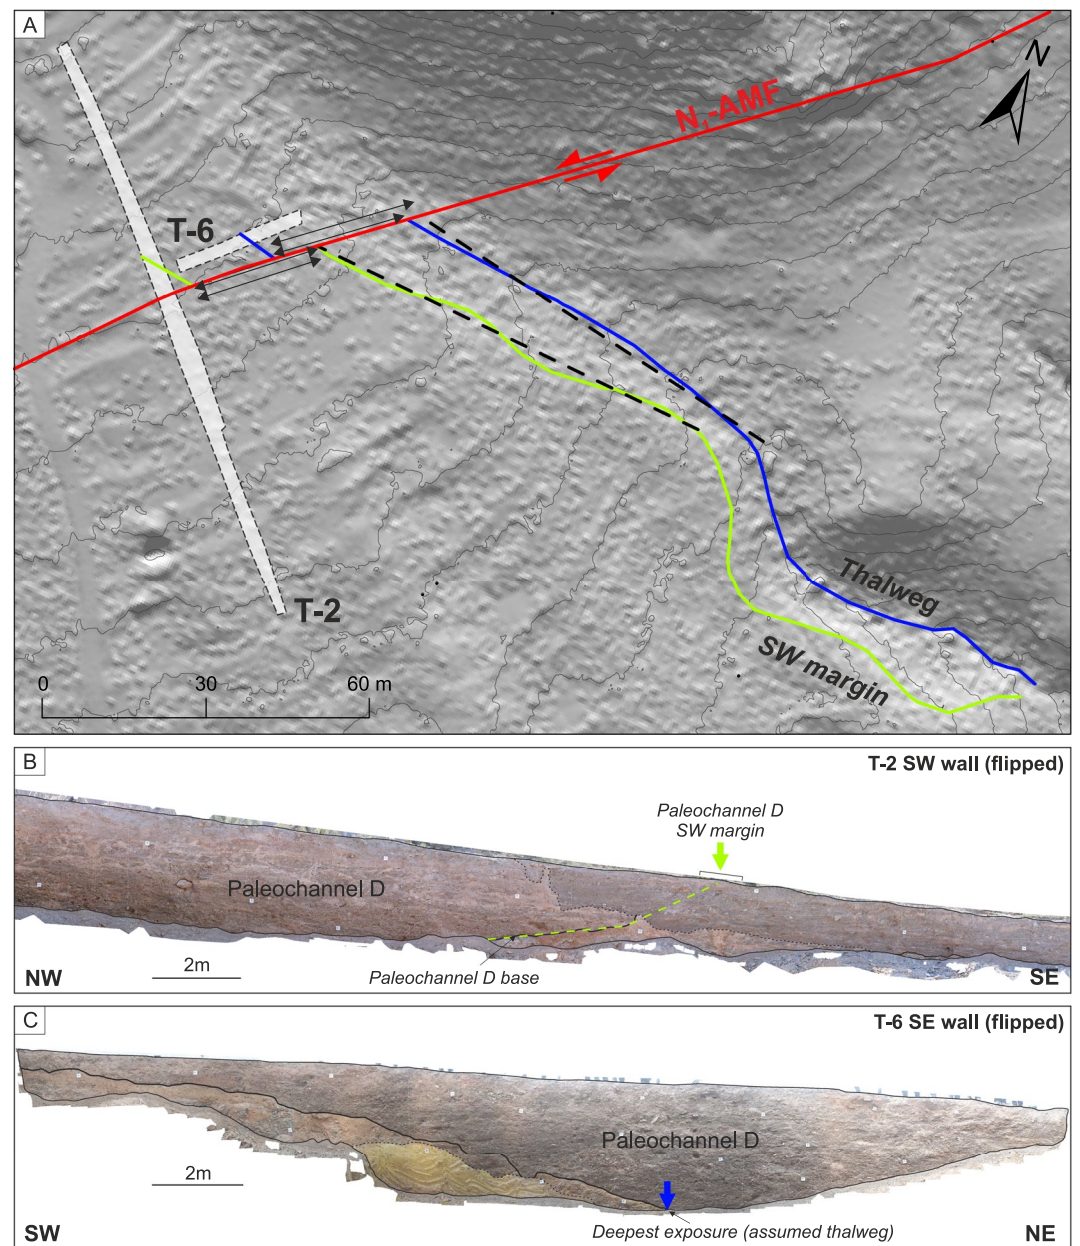 A
N
N₁-AMF
T-6
T-2
Thalweg
SW margin
0 30 60 m
B
T-2 SW wall (flipped)
Paleochannel D
SW margin
Paleochannel D
Paleochannel D base
2m
NW
SE
C
T-6 SE wall (flipped)
Paleochannel D
2m
Deepest exposure (assumed thalweg)
SW
NE